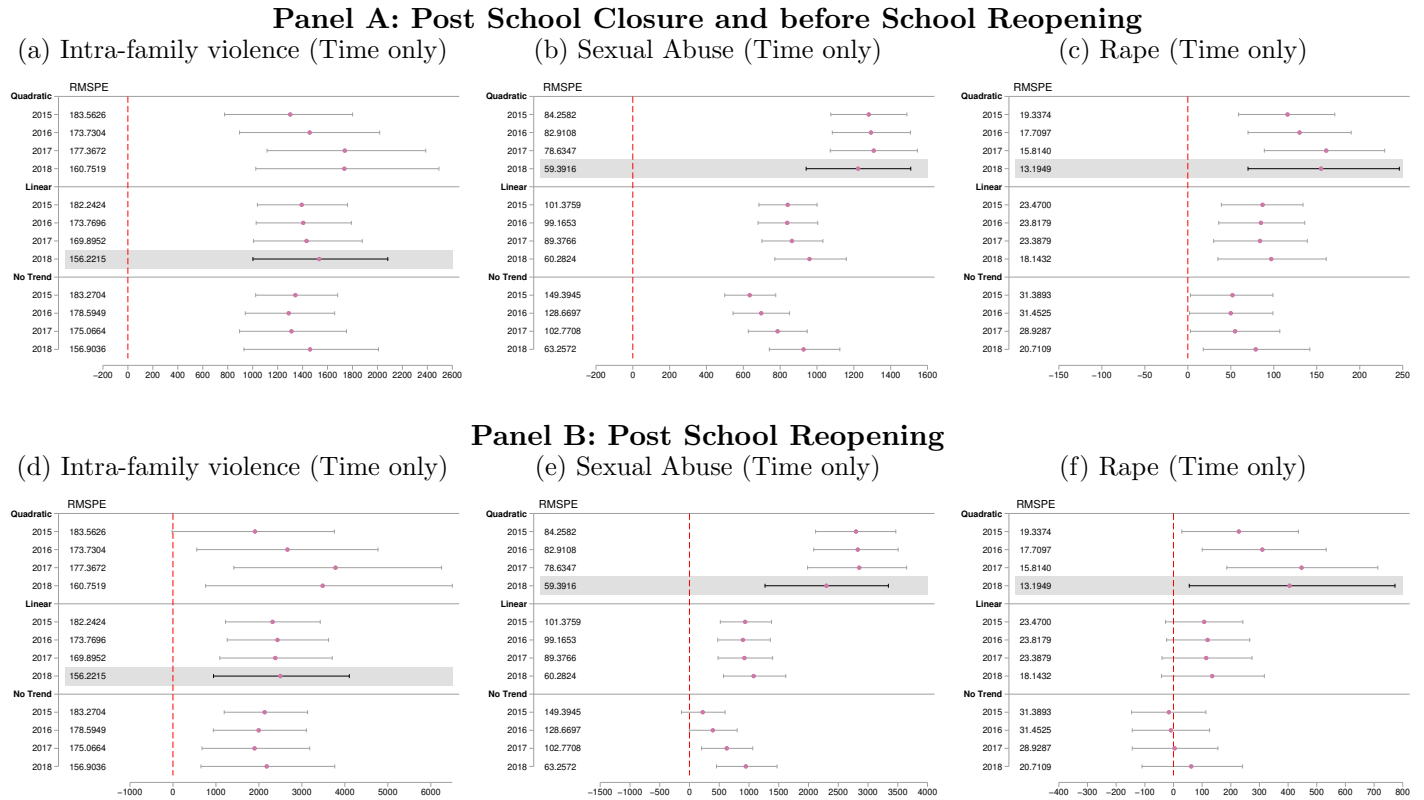 Panel A: Post School Closure and before School Reopening
(a) Intra-family violence (Time only)
RMSPE
Quadratic
2015 183.5626
2016 173.7304
2017 177.3672
2018 160.7519
Linear
2015 182.2424
2016 173.7696
2017 169.8952
2018 156.2215
No Trend
2015 183.2704
2016 178.5949
2017 175.0664
2018 156.9036
−200 0 200 400 600 800 1000 1200 1400 1600 1800 2000 2200 2400 2600
(b) Sexual Abuse (Time only)
RMSPE
Quadratic
2015 84.2582
2016 82.9108
2017 78.6347
2018 59.3916
Linear
2015 101.3759
2016 99.1653
2017 89.3766
2018 60.2824
No Trend
2015 149.3945
2016 128.6697
2017 102.7708
2018 63.2572
−200 0 200 400 600 800 1000 1200 1400 1600
(c) Rape (Time only)
RMSPE
Quadratic
2015 19.3374
2016 17.7097
2017 15.8140
2018 13.1949
Linear
2015 23.4700
2016 23.8179
2017 23.3879
2018 18.1432
No Trend
2015 31.3893
2016 31.4525
2017 28.9287
2018 20.7109
−150 −100 −50 0 50 100 150 200 250
Panel B: Post School Reopening
(d) Intra-family violence (Time only)
RMSPE
Quadratic
2015 183.5626
2016 173.7304
2017 177.3672
2018 160.7519
Linear
2015 182.2424
2016 173.7696
2017 169.8952
2018 156.2215
No Trend
2015 183.2704
2016 178.5949
2017 175.0664
2018 156.9036
−1000 0 1000 2000 3000 4000 5000 6000
(e) Sexual Abuse (Time only)
RMSPE
Quadratic
2015 84.2582
2016 82.9108
2017 78.6347
2018 59.3916
Linear
2015 101.3759
2016 99.1653
2017 89.3766
2018 60.2824
No Trend
2015 149.3945
2016 128.6697
2017 102.7708
2018 63.2572
−1500 −1000 −500 0 500 1000 1500 2000 2500 3000 3500 4000
(f) Rape (Time only)
RMSPE
Quadratic
2015 19.3374
2016 17.7097
2017 15.8140
2018 13.1949
Linear
2015 23.4700
2016 23.8179
2017 23.3879
2018 18.1432
No Trend
2015 31.3893
2016 31.4525
2017 28.9287
2018 20.7109
−400 −300 −200 −100 0 100 200 300 400 500 600 700 800